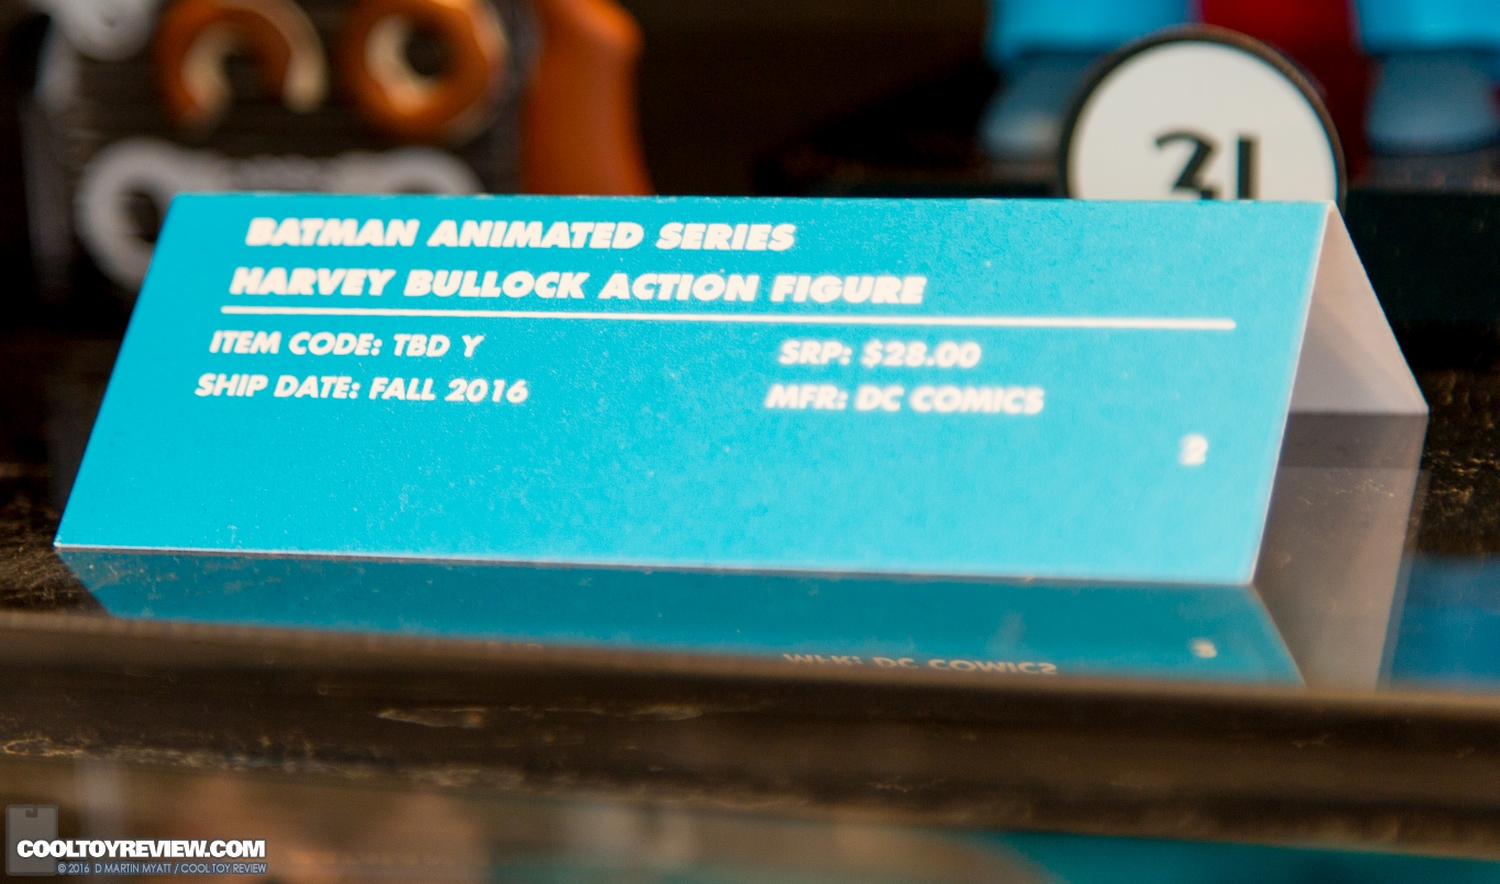 31
BATMAN ANIMATED SERIES
HARVEY BULLOCK ACTION FIGURE
ITEM CODE: TBD Y
SRP: $28.00
SHIP DATE: FALL 2016
MFR: DC COMICS
2
COOLTOYREVIEW.COM
© 2016 D MARTIN MYATT / COOL TOY REVIEW